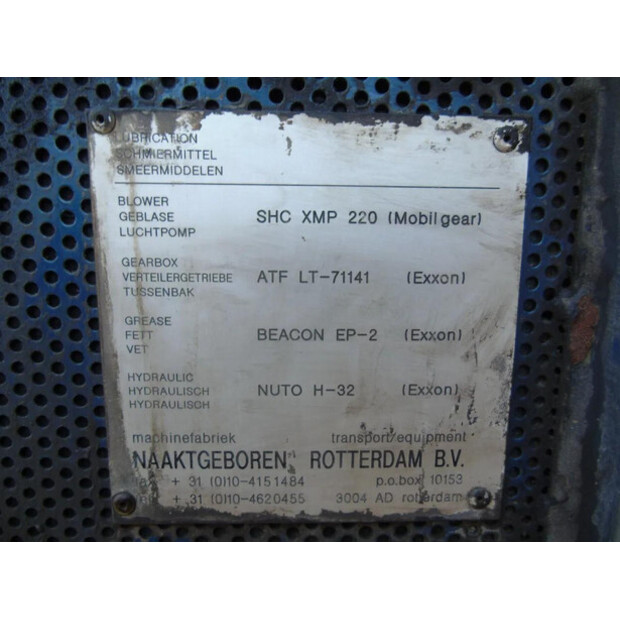 LUBRICATION
SCHMIERMITTEL
SMEERMIDDELEN
BLOWER
GEBLASE
LUCHTPOMP
SHC XMP 220 (Mobilgear)
GEARBOX
VERTEILERGETRIEBE
TUSSENBAK
ATF LT-71141 (Exxon)
GREASE
FETT
VET
BEACON EP-2 (Exxon)
HYDRAULIC
HYDRAULISCH
HYDRAULISCH
NUTO H-32 (Exxon)
machinefabriek transport/equipment
NAAKTGEBOREN, ROTTERDAM B.V.
+ 31 (0)10-4151484 p.o.box 10153
+ 31 (0)10-4620455 3004 AD rotterdam